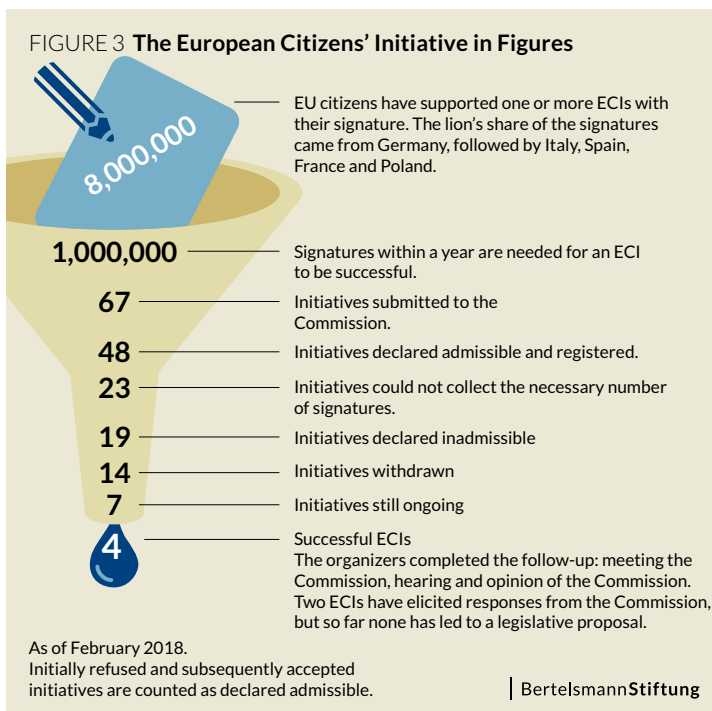 FIGURE 3 The European Citizens' Initiative in Figures
8,000,000
EU citizens have supported one or more ECIs with
their signature. The lion's share of the signatures
came from Germany, followed by Italy, Spain,
France and Poland.
1,000,000
Signatures within a year are needed for an ECI
to be successful.
67
Initiatives submitted to the
Commission.
48
Initiatives declared admissible and registered.
23
Initiatives could not collect the necessary number
of signatures.
19
Initiatives declared inadmissible
14
Initiatives withdrawn
7
Initiatives still ongoing
4
Successful ECIs
The organizers completed the follow-up: meeting the
Commission, hearing and opinion of the Commission.
Two ECIs have elicited responses from the Commission,
but so far none has led to a legislative proposal.
As of February 2018.
Initially refused and subsequently accepted
initiatives are counted as declared admissible.
BertelsmannStiftung